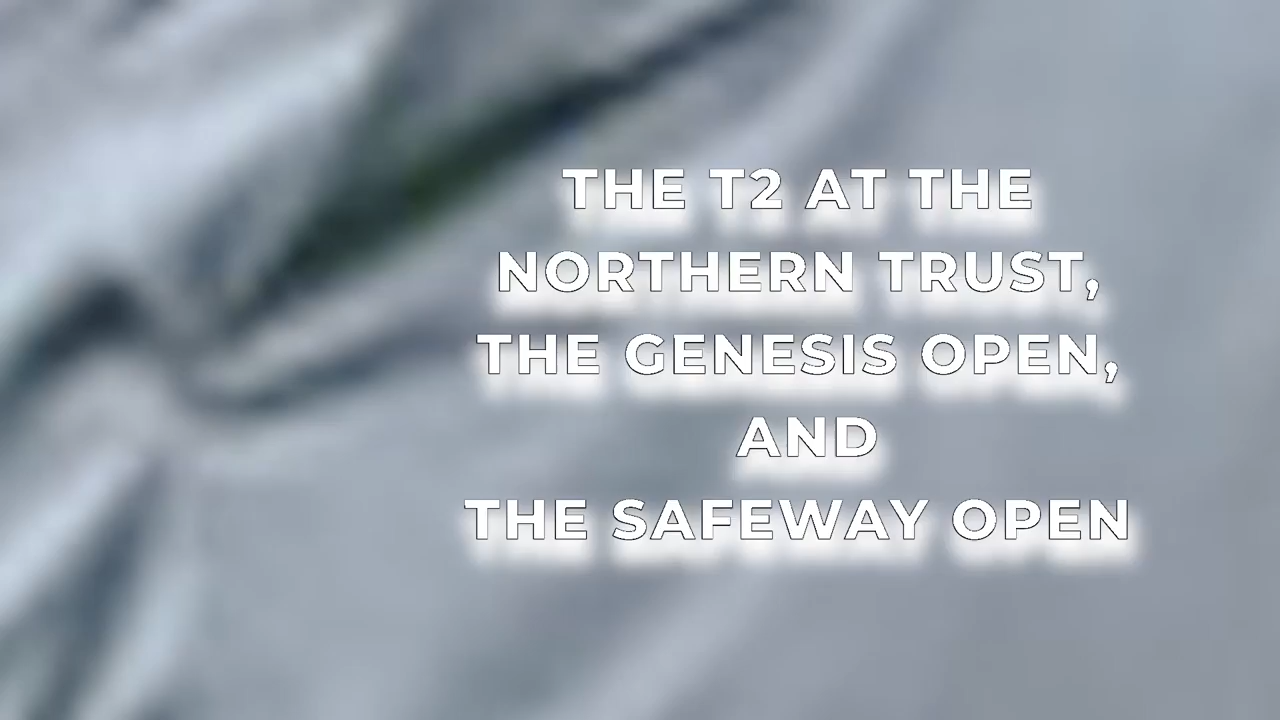 THE T2 AT THE
NORTHERN TRUST,
THE GENESIS OPEN,
AND
THE SAFEWAY OPEN